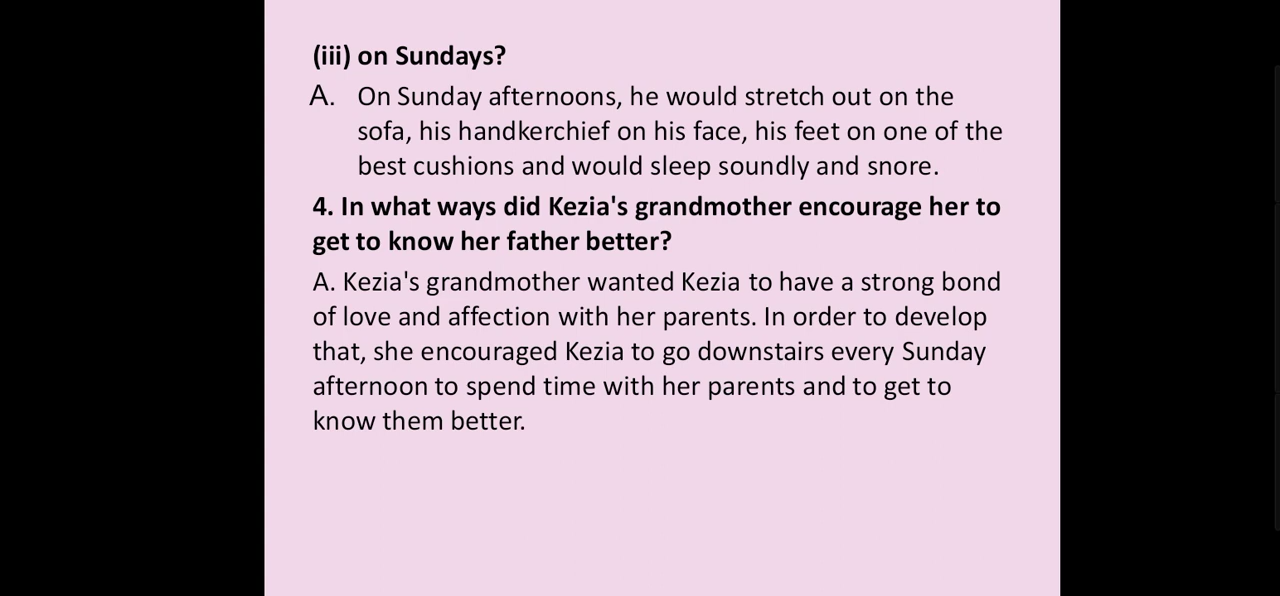 (iii) on Sundays?
A. On Sunday afternoons, he would stretch out on the
sofa, his handkerchief on his face, his feet on one of the
best cushions and would sleep soundly and snore.
4. In what ways did Kezia's grandmother encourage her to
get to know her father better?
A. Kezia's grandmother wanted Kezia to have a strong bond
of love and affection with her parents. In order to develop
that, she encouraged Kezia to go downstairs every Sunday
afternoon to spend time with her parents and to get to
know them better.